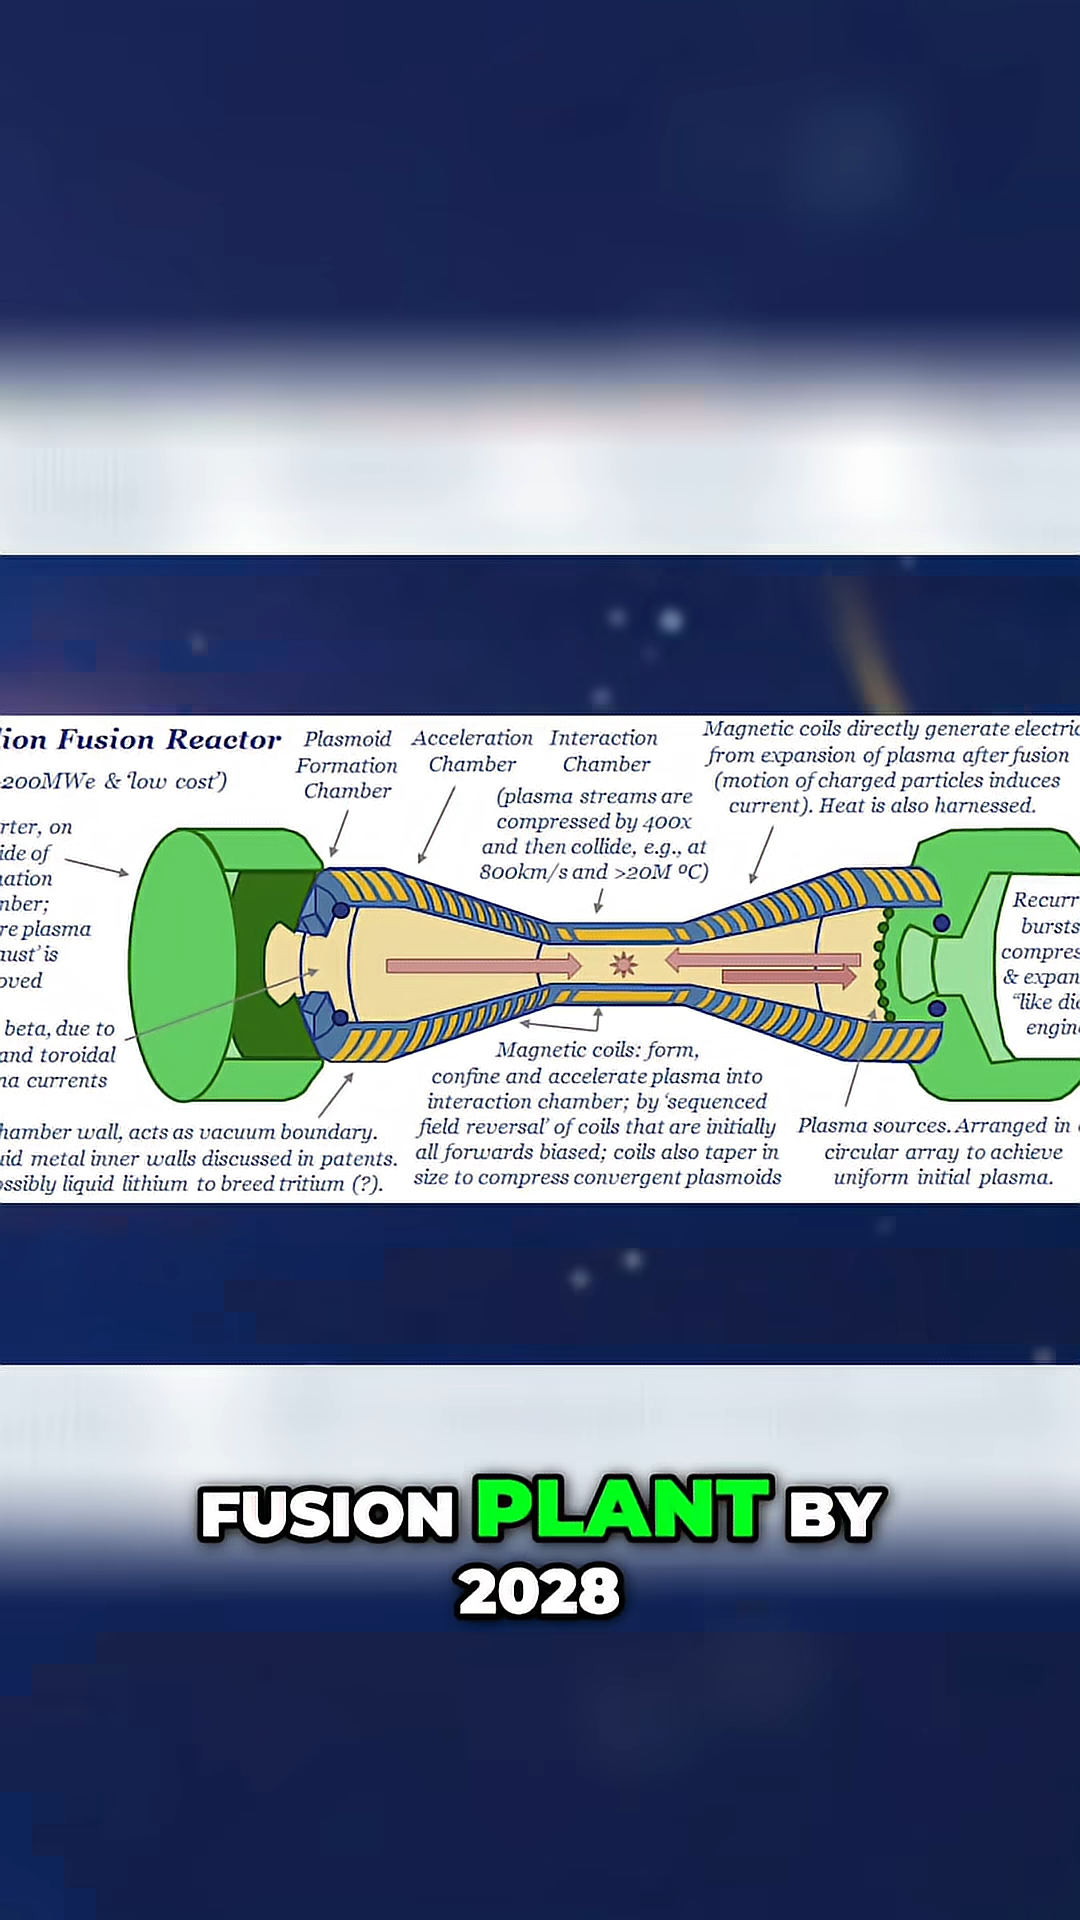 ion Fusion Reactor
200MWe & 'low cost')
Plasmoid
Formation
Chamber
Acceleration
Chamber
Interaction
Chamber
(plasma streams are
compressed by 400x
and then collide, e.g., at
800km/s and >20M ºC)
Magnetic coils directly generate electric
from expansion of plasma after fusion
(motion of charged particles induces
current). Heat is also harnessed.
rter, on
ide of
ation
mber;
re plasma
aust' is
oved
beta, due to
and toroidal
na currents
hamber wall, acts as vacuum boundary.
uid metal inner walls discussed in patents.
ossibly liquid lithium to breed tritium (?).
Magnetic coils: form,
confine and accelerate plasma into
interaction chamber; by 'sequenced
field reversal' of coils that are initially
all forwards biased; coils also taper in
size to compress convergent plasmoids
Recurr
bursts
compres
& expan
"like die
engin
Plasma sources. Arranged in
circular array to achieve
uniform initial plasma.
FUSION PLANT BY
2028